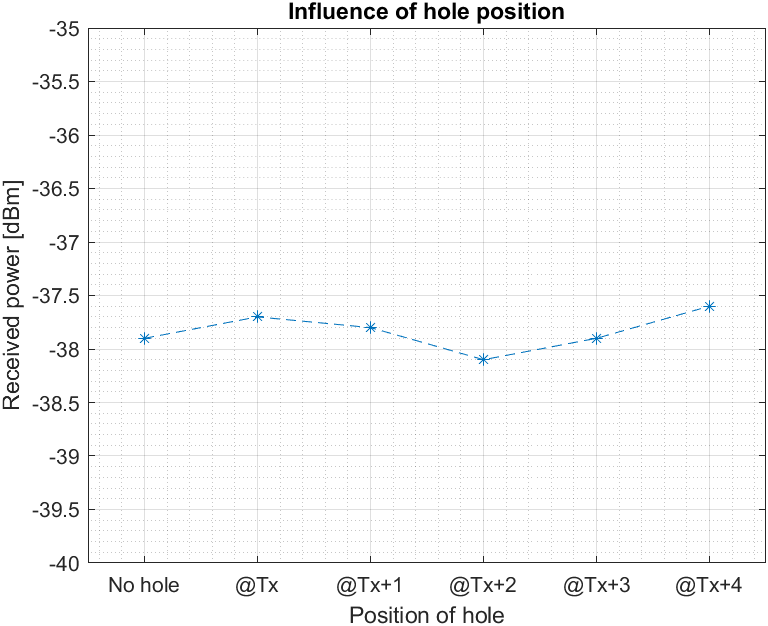 Influence of hole position
-35
-35.5
-36
-36.5
-37
-37.5
-38
-38.5
-39
-39.5
-40
Received power [dBm]
No hole @Tx @Tx+1 @Tx+2 @Tx+3 @Tx+4
Position of hole